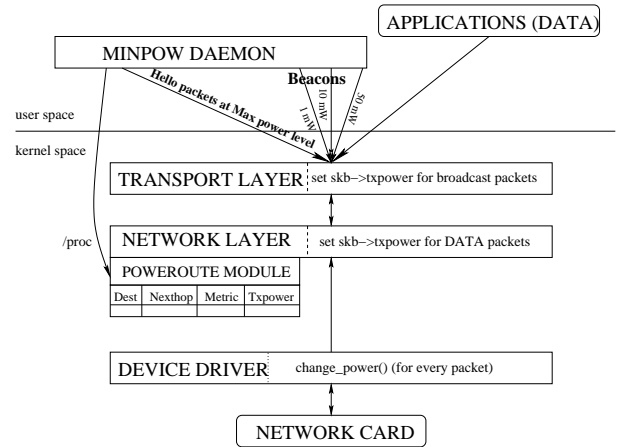 APPLICATIONS (DATA)
MINPOW DAEMON
Hello packets at Max power level
Beacons
1 mW
10 mW
50 mW
user space
kernel space
TRANSPORT LAYER
set skb−>txpower for broadcast packets
/proc
NETWORK LAYER
set skb−>txpower for DATA packets
POWEROUTE MODULE
Dest Nexthop Metric Txpower
DEVICE DRIVER
change_power() (for every packet)
NETWORK CARD